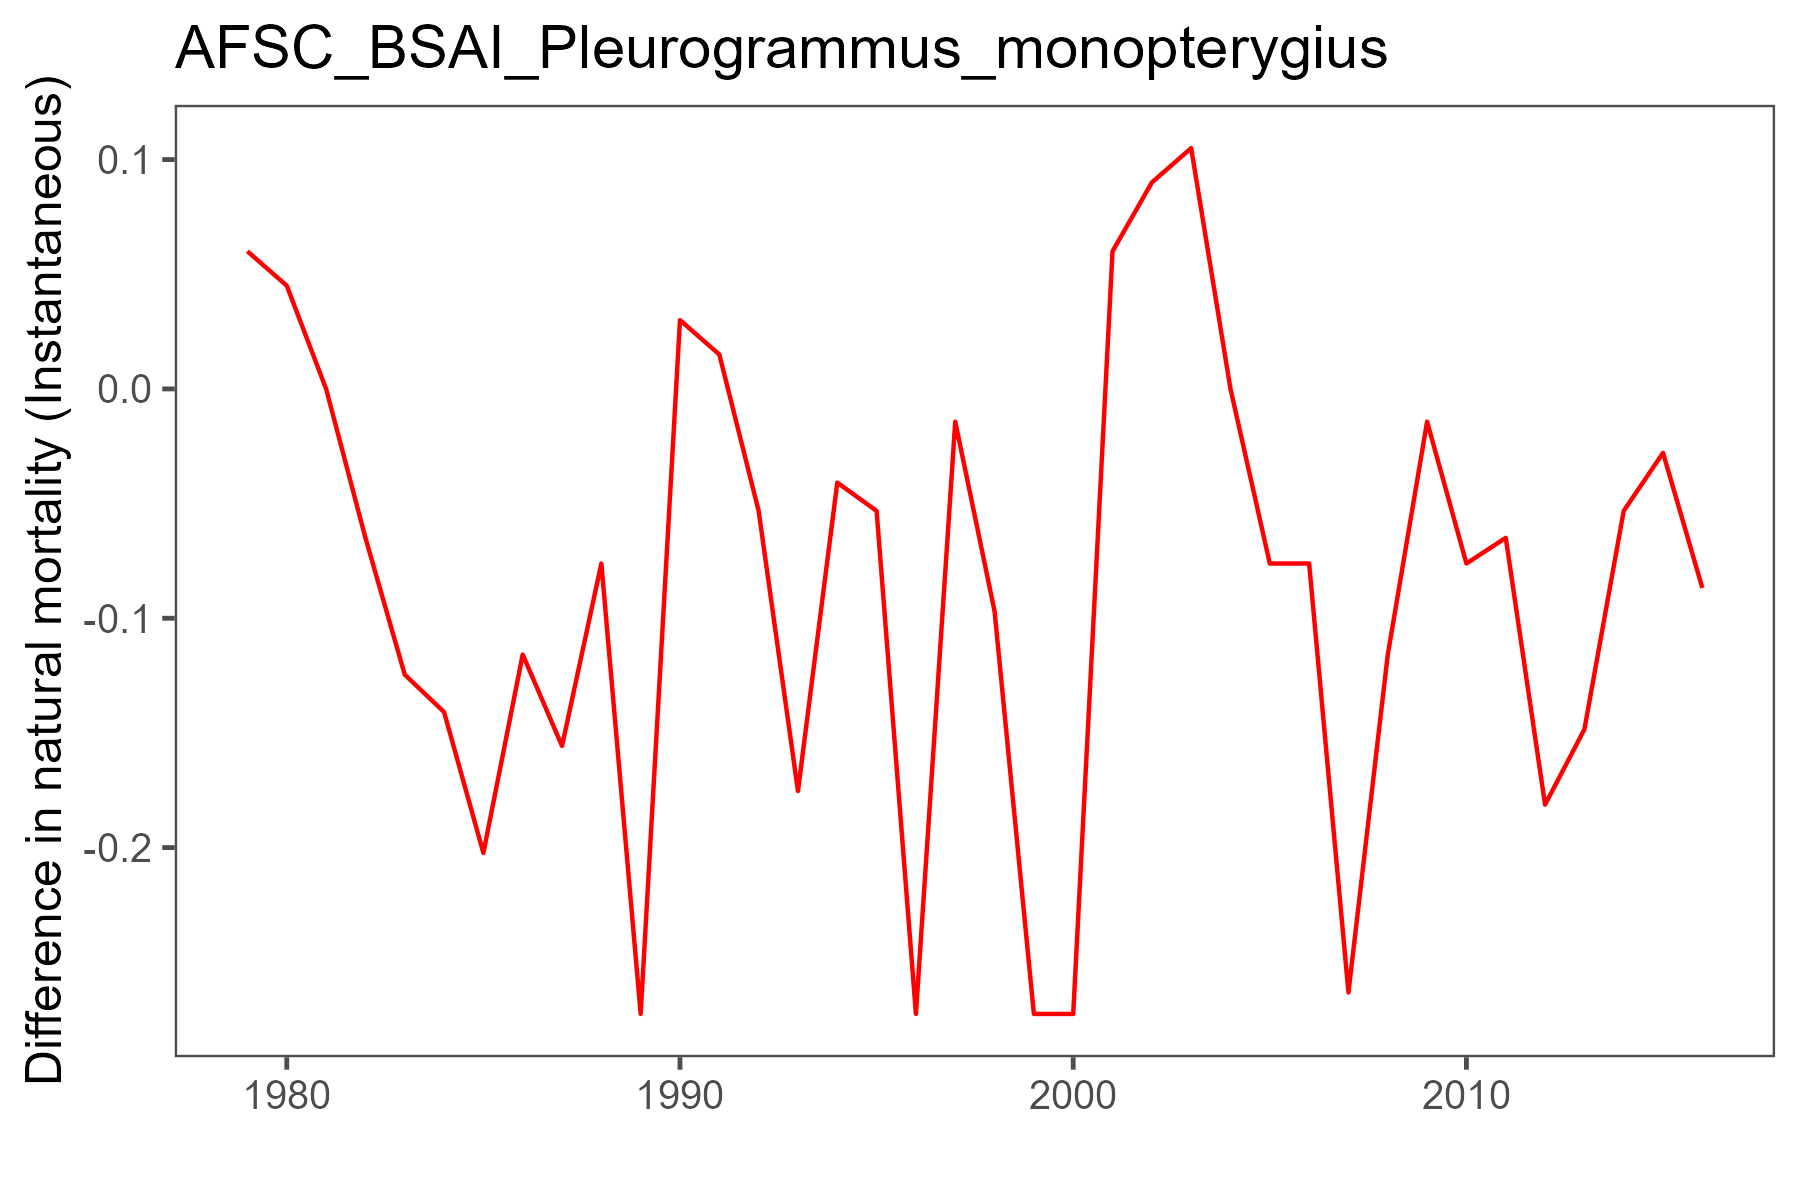 AFSC_BSAI_Pleurogrammus_monopterygius
Difference in natural mortality (Instantaneous)
0.1
0.0
-0.1
-0.2
1980 1990 2000 2010